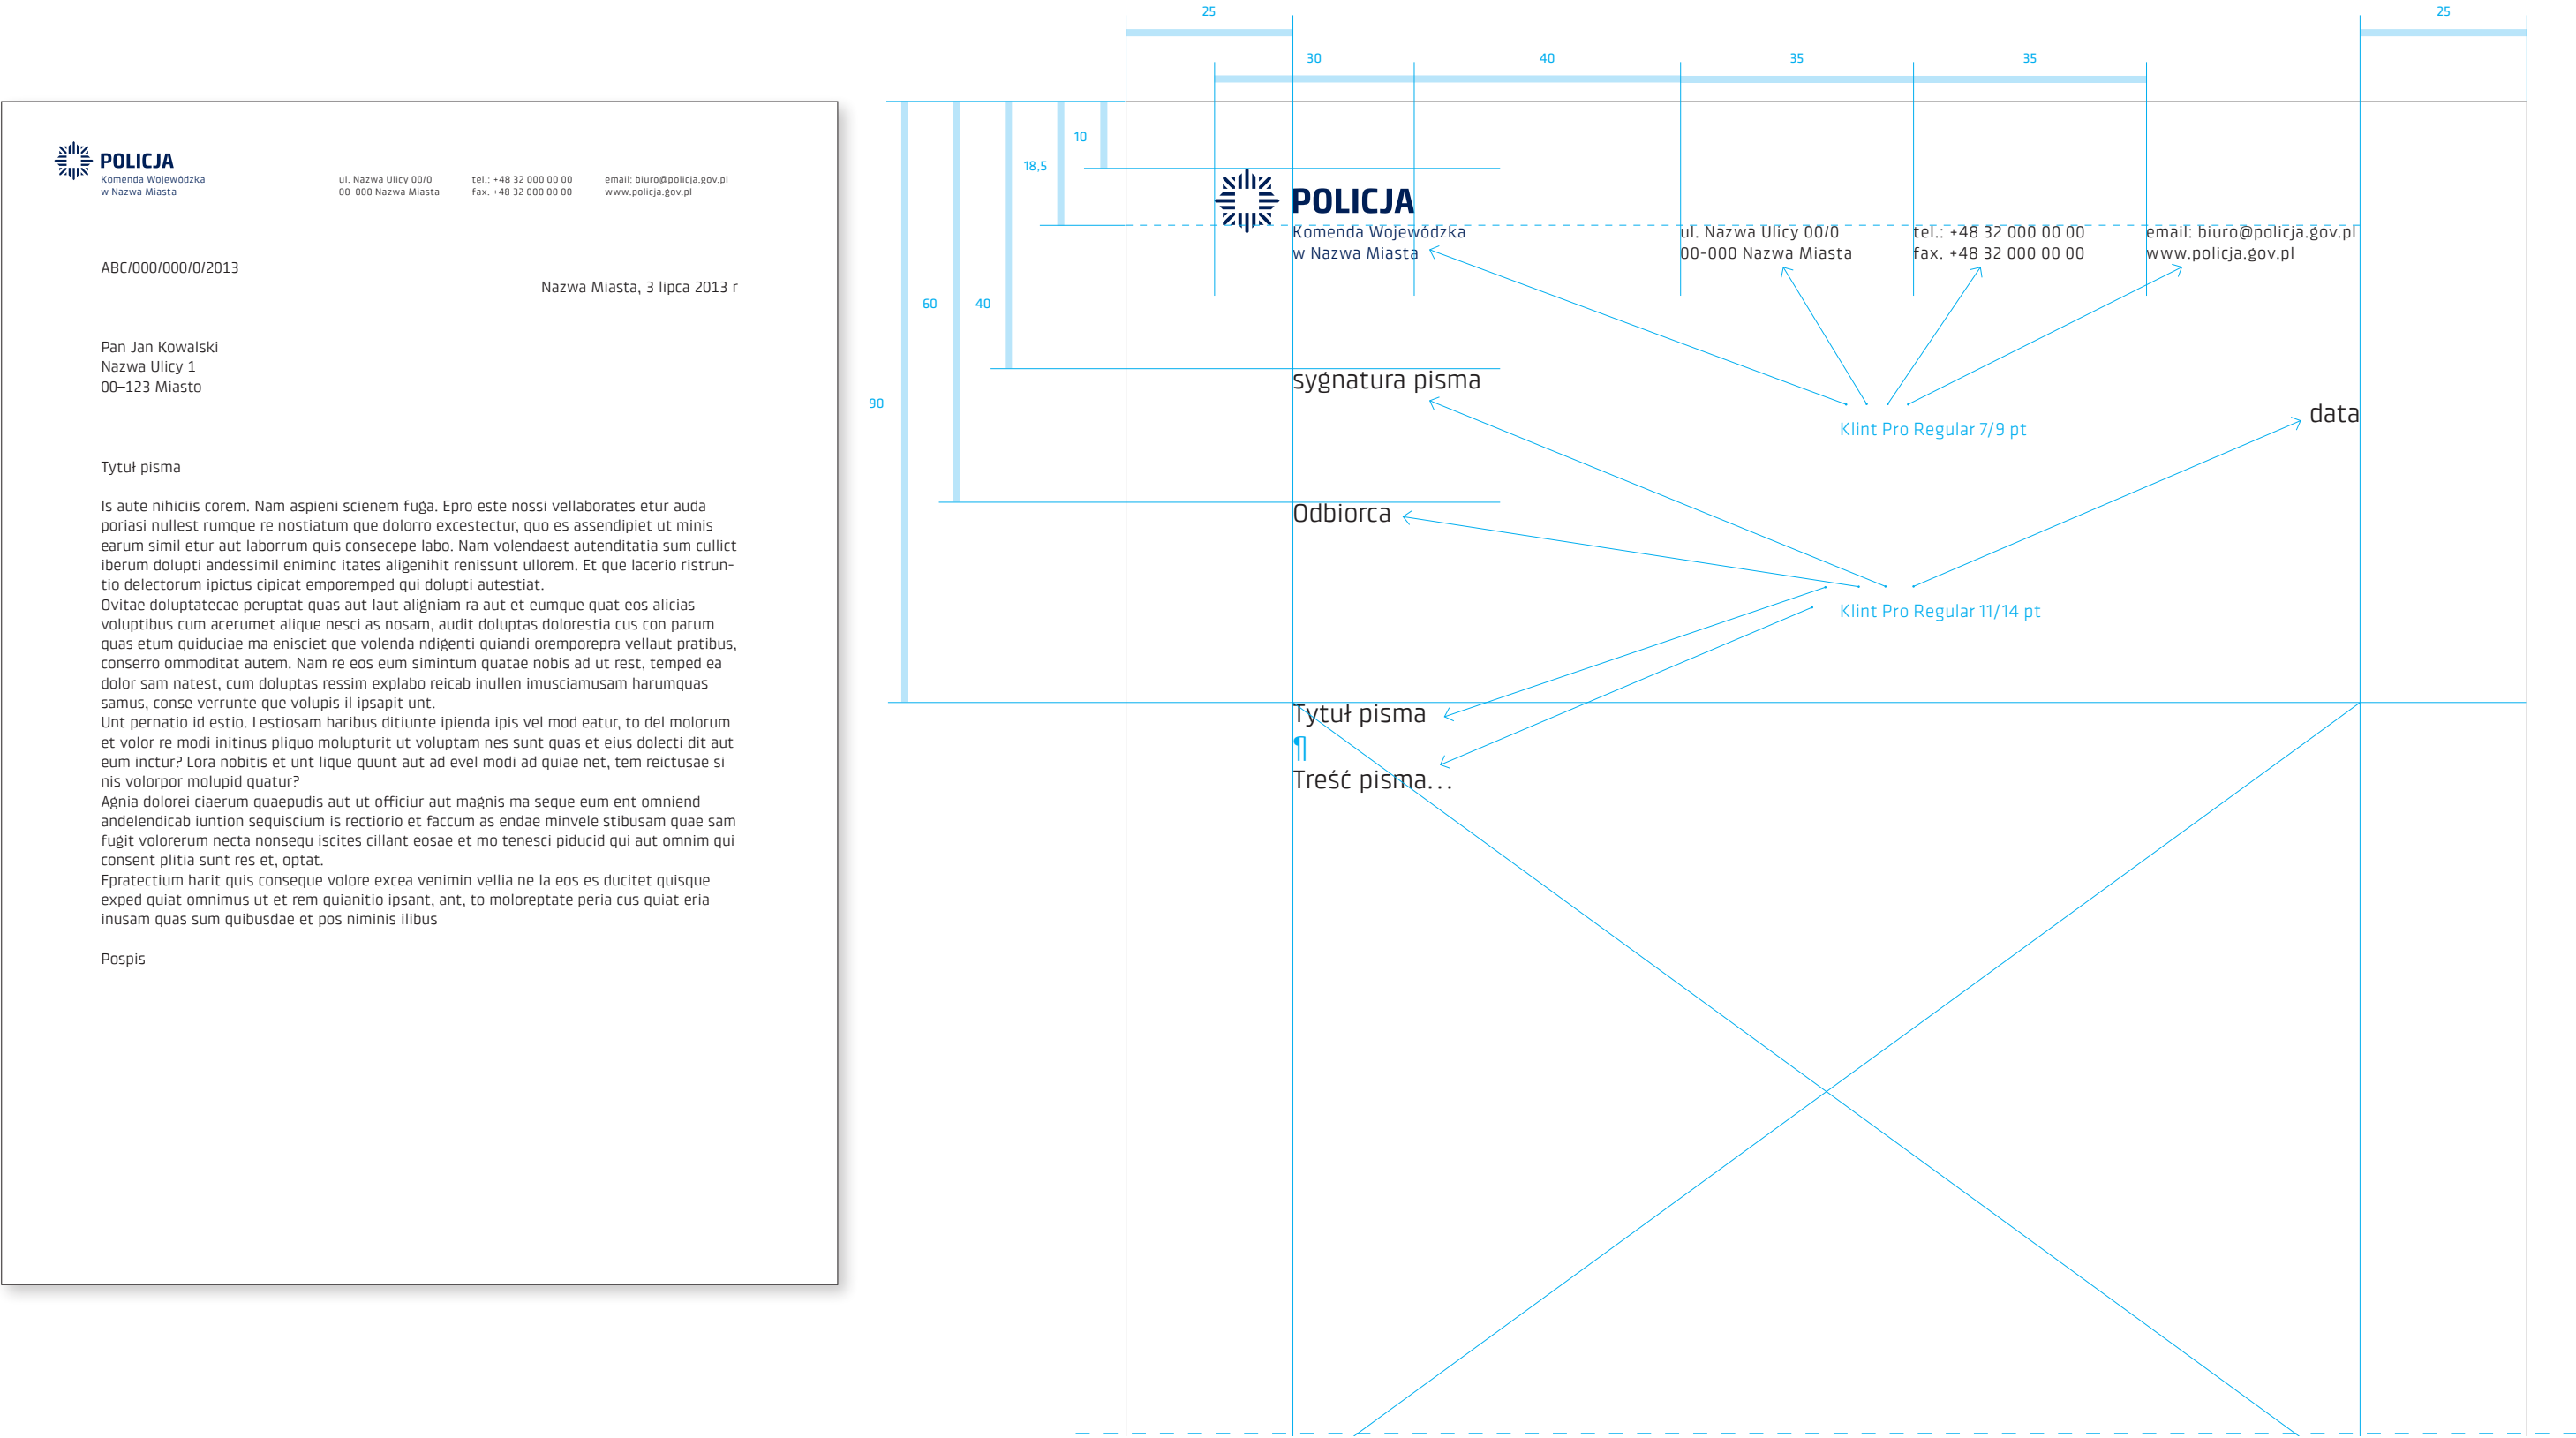 POLICJA
Komenda Wojewódzka
w Nazwa Miasta
ul. Nazwa Ulicy 00/0
00-000 Nazwa Miasta
tel.: +48 32 000 00 00
fax. +48 32 000 00 00
email: biuro@policja.gov.pl
www.policja.gov.pl
ABC/000/000/0/2013
Nazwa Miasta, 3 lipca 2013 r
Pan Jan Kowalski
Nazwa Ulicy 1
00–123 Miasto
Tytuł pisma
Is aute nihiciis corem. Nam aspieni scienem fuga. Epro este nossi vellaborates etur auda
poriasi nullest rumque re nostiatum que dolorro excestectur, quo es assendipiet ut minis
earum simil etur aut laborrum quis consecepe labo. Nam volendaest autenditatia sum cullict
iberum dolupti andessimil eniminc itates aligenihit renissunt ullorem. Et que lacerio ristrun-
tio delectorum ipictus cipicat emporemped qui dolupti autestiat.
Ovitae doluptatecae peruptat quas aut laut aligniam ra aut et eumque quat eos alicias
voluptibus cum acerumet alique nesci as nosam, audit doluptas dolorestia cus con parum
quas etum quiduciae ma enisciet que volenda ndigenti quiandi oremporepra vellaut pratibus,
conserro ommoditat autem. Nam re eos eum simintum quatae nobis ad ut rest, temped ea
dolor sam natest, cum doluptas ressim explabo reicab inullen imusciamusam harumquas
samus, conse verrunte que volupis il ipsapit unt.
Unt pernatio id estio. Lestiosam haribus ditiunte ipienda ipis vel mod eatur, to del molorum
et volor re modi initinus pliquo molupturit ut voluptam nes sunt quas et eius dolecti dit aut
eum inctur? Lora nobitis et unt lique quunt aut ad evel modi ad quiae net, tem reictusae si
nis volorpor molupid quatur?
Agnia dolorei ciaerum quaepudis aut ut officiur aut magnis ma seque eum ent omniend
andelendicab iuntion sequiscium is rectiorio et faccum as endae minvele stibusam quae sam
fugit volorerum necta nonsequ iscites cillant eosae et mo tenesci piducid qui aut omnim qui
consent plitia sunt res et, optat.
Epratectium harit quis conseque volore excea venimin vellia ne la eos es ducitet quisque
exped quiat omnimus ut et rem quianitio ipsant, ant, to moloreptate peria cus quiat eria
inusam quas sum quibusdae et pos niminis ilibus
Pospis
25
25
30
40
35
35
10
18,5
40
60
90
POLICJA
Komenda Wojewódzka
w Nazwa Miasta
ul. Nazwa Ulicy 00/0
00-000 Nazwa Miasta
tel.: +48 32 000 00 00
fax. +48 32 000 00 00
email: biuro@policja.gov.pl
www.policja.gov.pl
sygnatura pisma
data
Klint Pro Regular 7/9 pt
Odbiorca
Klint Pro Regular 11/14 pt
Tytuł pisma
¶
Treść pisma...